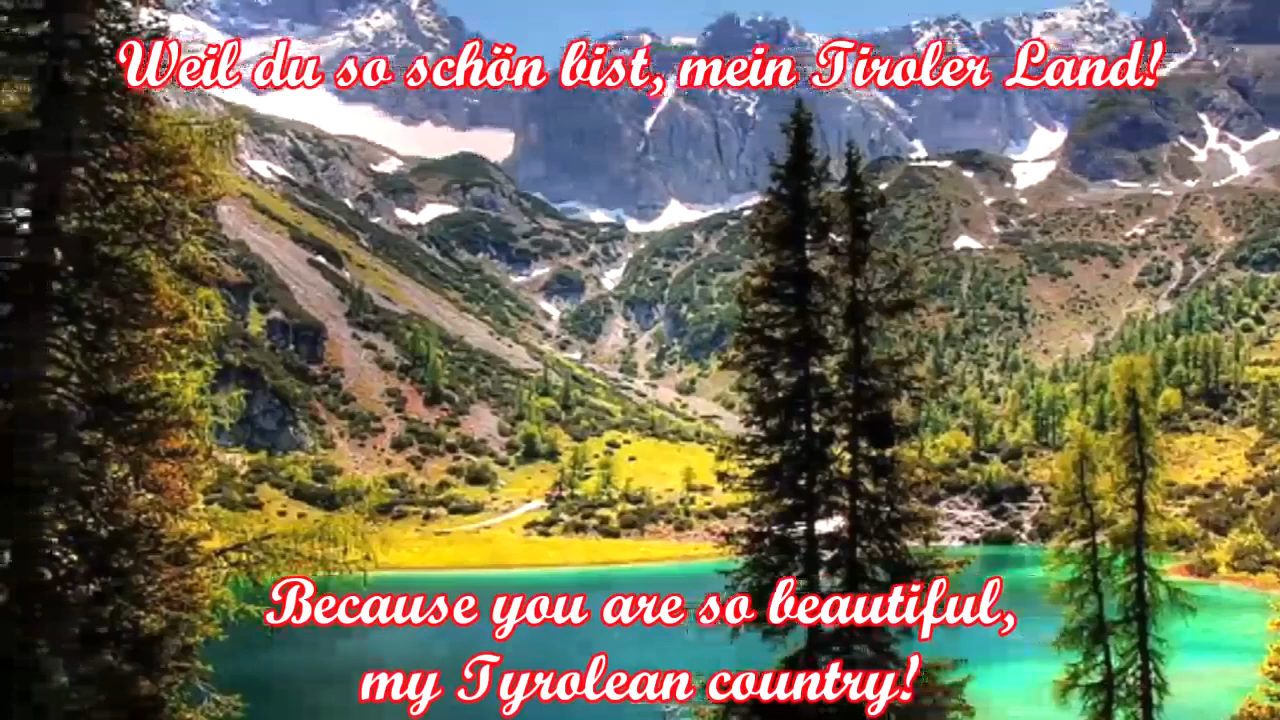 Weil du so schön bist, mein Tiroler Land!
Because you are so beautiful,
my Tyrolean country!